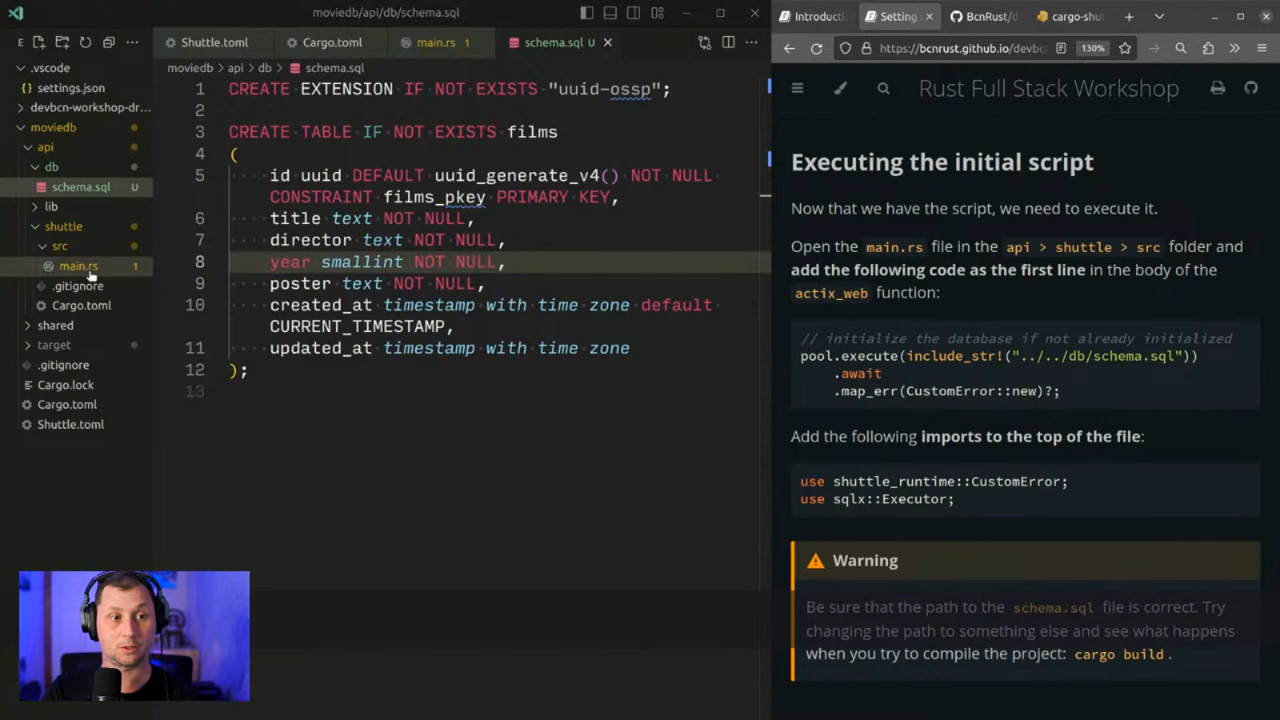 moviedb/api/db/schema.sql
E
.vscode
settings.json
devbcn-workshop-dr...
moviedb
api
db
schema.sql U
lib
shuttle
src
main.rs 1
.gitignore
Cargo.toml
shared
target
.gitignore
Cargo.lock
Cargo.toml
Shuttle.toml
Shuttle.toml
Cargo.toml
main.rs 1
schema.sql U
moviedb > api > db > schema.sql
1 CREATE EXTENSION IF NOT EXISTS "uuid-ossp";
2
3 CREATE TABLE IF NOT EXISTS films
4 (
5 id uuid DEFAULT uuid_generate_v4() NOT NULL
CONSTRAINT films_pkey PRIMARY KEY,
6 title text NOT NULL,
7 director text NOT NULL,
8 year smallint NOT NULL,
9 poster text NOT NULL,
10 created_at timestamp with time zone default
CURRENT_TIMESTAMP,
11 updated_at timestamp with time zone
12 );
13
Introduction
Setting
BcnRust/d
cargo-shu
https://bcnrust.github.io/devbc
130%
Rust Full Stack Workshop
Executing the initial script
Now that we have the script, we need to execute it.
Open the main.rs file in the api > shuttle > src folder and
add the following code as the first line in the body of the
actix_web function:
// initialize the database if not already initialized
pool.execute(include_str!("../../db/schema.sql"))
.await
.map_err(CustomError::new)?;
Add the following imports to the top of the file:
use shuttle_runtime::CustomError;
use sqlx::Executor;
Warning
Be sure that the path to the schema.sql file is correct. Try
changing the path to something else and see what happens
when you try to compile the project: cargo build.